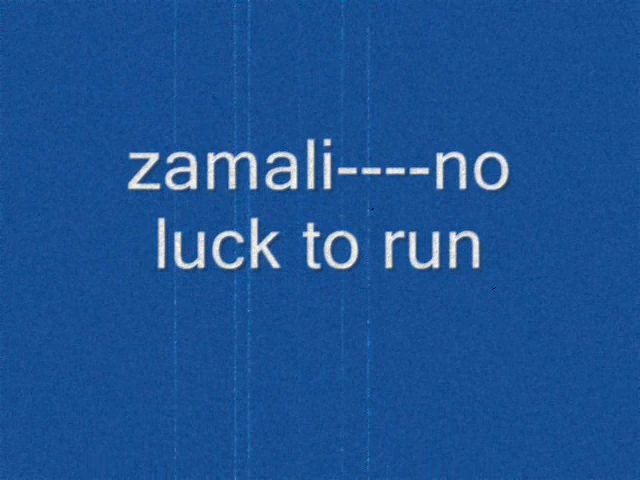 zamali----no
luck to run